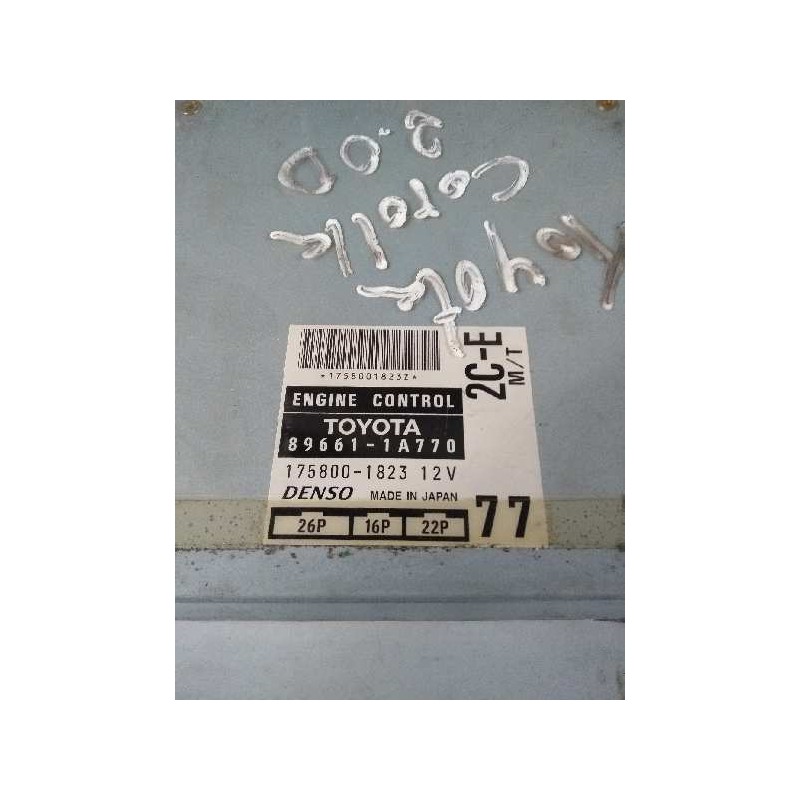 Toyota
Corolla
2.0D
*1758001823Z*
ENGINE CONTROL
TOYOTA
89661-1A770
175800-1823 12V
DENSO MADE IN JAPAN
26P 16P 22P
2C-E
M/T
77